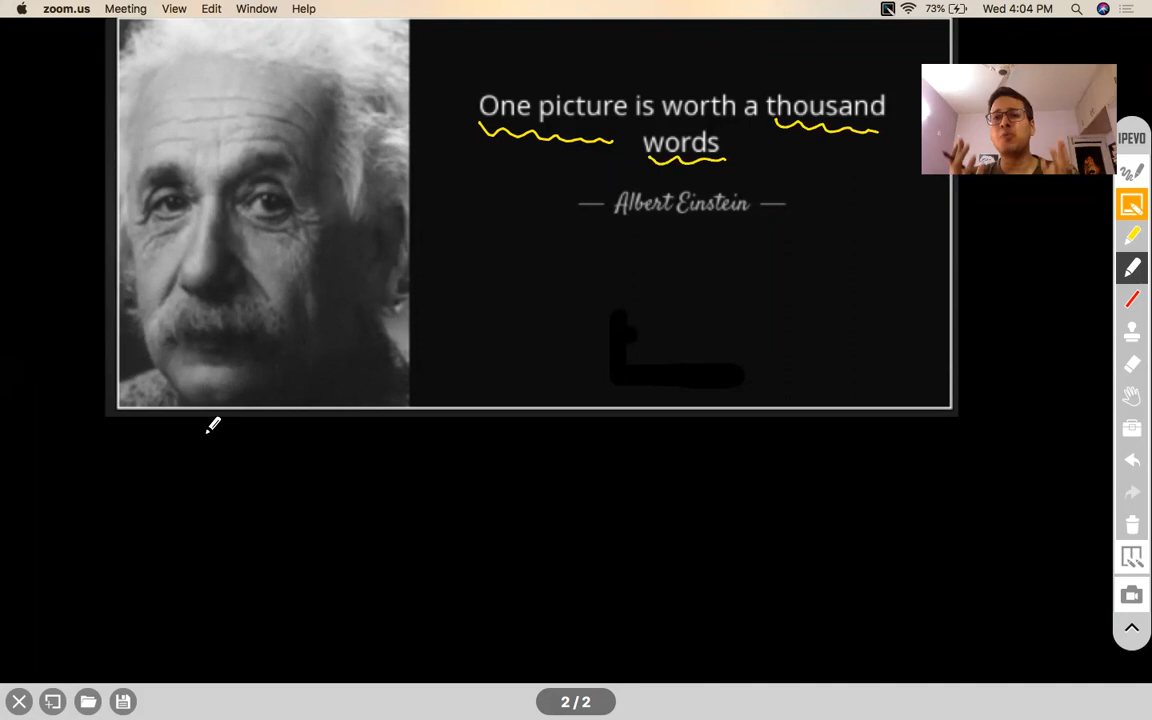 zoom.us Meeting View Edit Window Help 73% Wed 4:04 PM
One picture is worth a thousand
words
— Albert Einstein —
IPEVO
2 / 2